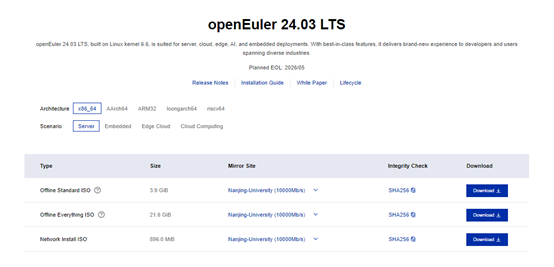 openEuler 24.03 LTS
openEuler 24.03 LTS, built on Linux kernel 6.6, is suited for server, cloud, edge, AI, and embedded deployments. With best-in-class features, it delivers brand-new experience to developers and users
spanning diverse industries.
Planned EOL: 2026/05
Release Notes Installation Guide White Paper Lifecycle
Architecture x86_64 AArch64 ARM32 loongarch64 riscv64
Scenario Server Embedded Edge Cloud Cloud Computing
Type Size Mirror Site Integrity Check Download
Offline Standard ISO ? 3.9 GiB Nanjing-University (10000Mb/s) SHA256 Download
Offline Everything ISO ? 21.6 GiB Nanjing-University (10000Mb/s) SHA256 Download
Network Install ISO 896.0 MiB Nanjing-University (10000Mb/s) SHA256 Download